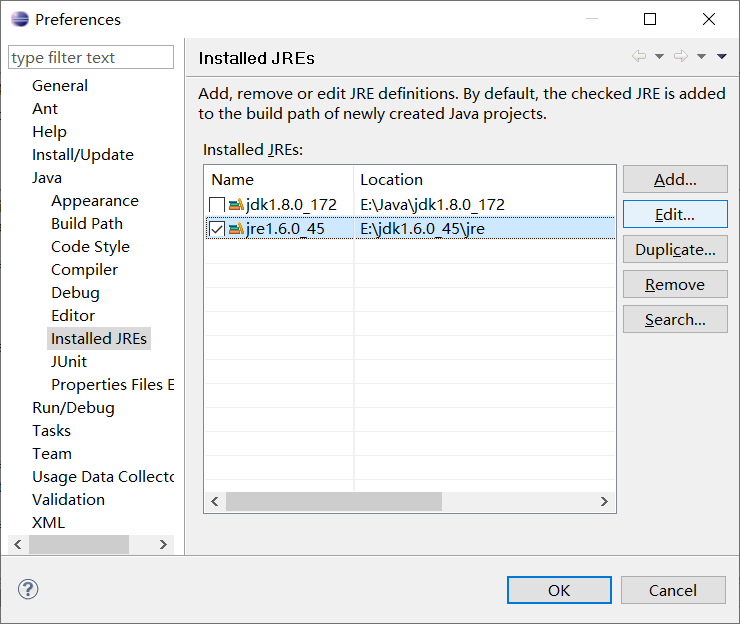 Preferences
type filter text
General
Ant
Help
Install/Update
Java
Appearance
Build Path
Code Style
Compiler
Debug
Editor
Installed JREs
JUnit
Properties Files E
Run/Debug
Tasks
Team
Usage Data Collecto
Validation
XML
Installed JREs
Add, remove or edit JRE definitions. By default, the checked JRE is added
to the build path of newly created Java projects.
Installed JREs:
Name Location
jdk1.8.0_172 E:\Java\jdk1.8.0_172
jre1.6.0_45 E:\jdk1.6.0_45\jre
Add...
Edit...
Duplicate...
Remove
Search...
?
OK Cancel